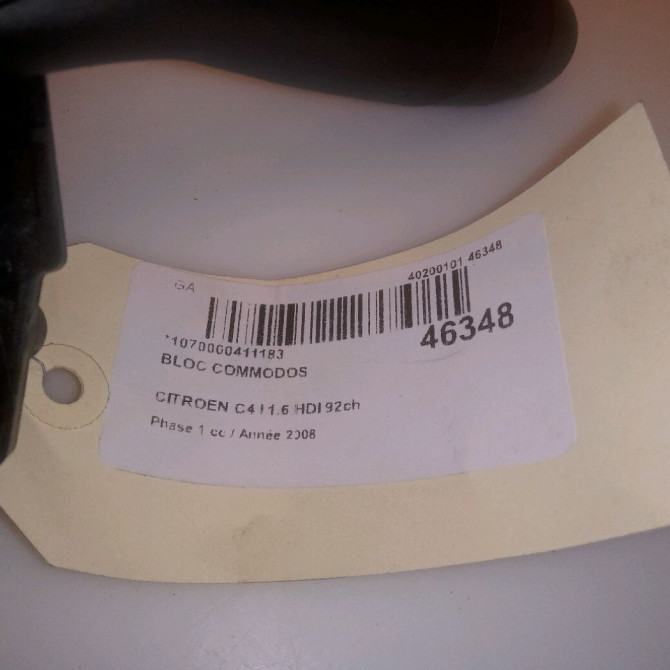 GA
40200101 46348
46348
*1070000411183
BLOC COMMODOS
CITROEN C4 I 1.6 HDI 92ch
Phase 1 cc / Année 2008